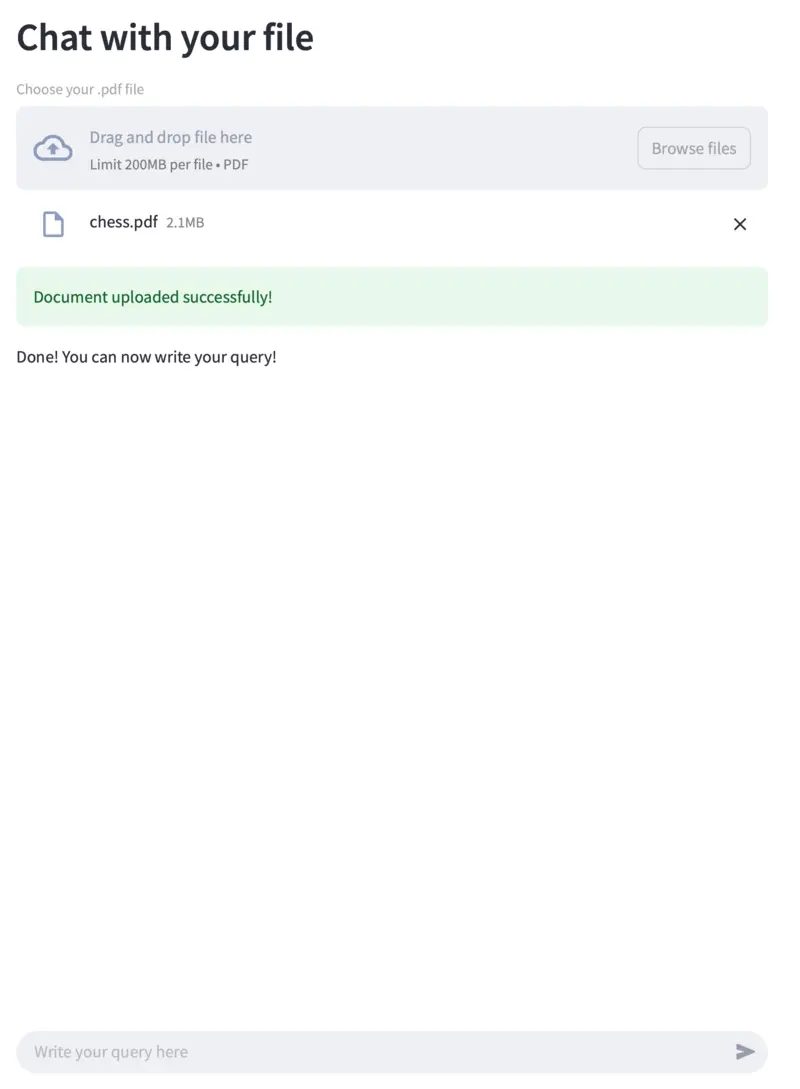 Chat with your file
Choose your .pdf file
Drag and drop file here
Limit 200MB per file • PDF
Browse files
chess.pdf 2.1MB
Document uploaded successfully!
Done! You can now write your query!
Write your query here